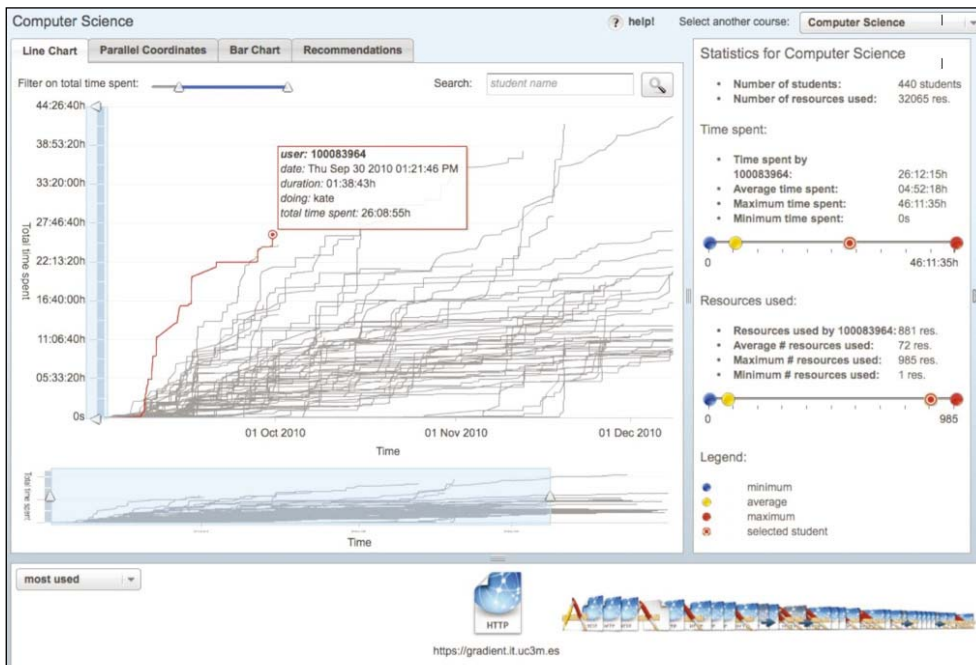 Computer Science
help!
Select another course:
Computer Science
Line Chart
Parallel Coordinates
Bar Chart
Recommendations
Filter on total time spent:
Search:
student name
44:26:40h
38:53:20h
33:20:00h
27:46:40h
22:13:20h
16:40:00h
11:06:40h
05:33:20h
0s
Total time spent
user: 100083964
date: Thu Sep 30 2010 01:21:46 PM
duration: 01:38:43h
doing: kate
total time spent: 26:08:55h
01 Oct 2010
01 Nov 2010
01 Dec 2010
Time
Total time spent
Time
Statistics for Computer Science
Number of students: 440 students
Number of resources used: 32065 res.
Time spent:
Time spent by
100083964: 26:12:15h
Average time spent: 04:52:18h
Maximum time spent: 46:11:35h
Minimum time spent: 0s
0
46:11:35h
Resources used:
Resources used by 100083964: 881 res.
Average # resources used: 72 res.
Maximum # resources used: 985 res.
Minimum # resources used: 1 res.
0
985
Legend:
minimum
average
maximum
selected student
most used
HTTP
https://gradient.it.uc3m.es